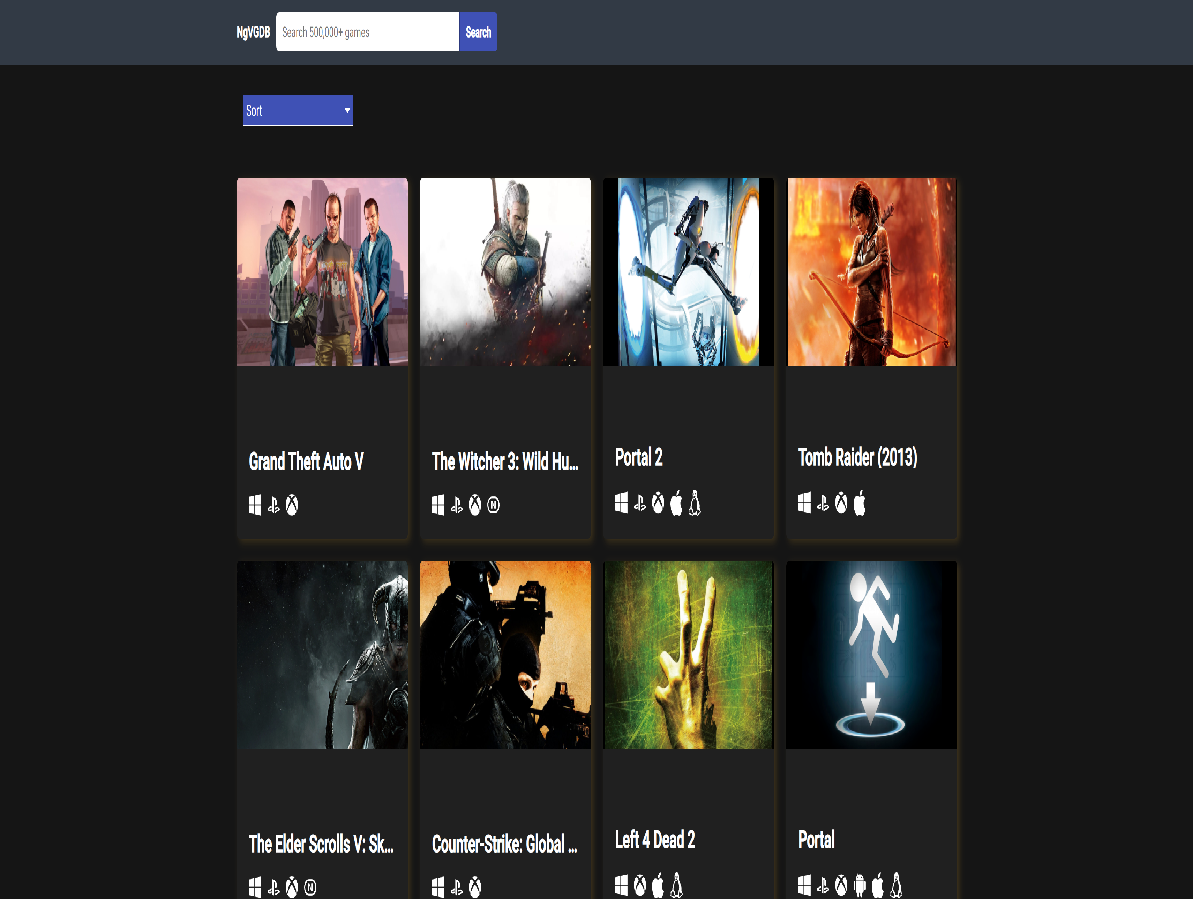 NgVGDB Search 500,000+ games Search
Sort
Grand Theft Auto V
The Witcher 3: Wild Hu...
Portal 2
Tomb Raider (2013)
The Elder Scrolls V: Sk...
Counter-Strike: Global ...
Left 4 Dead 2
Portal